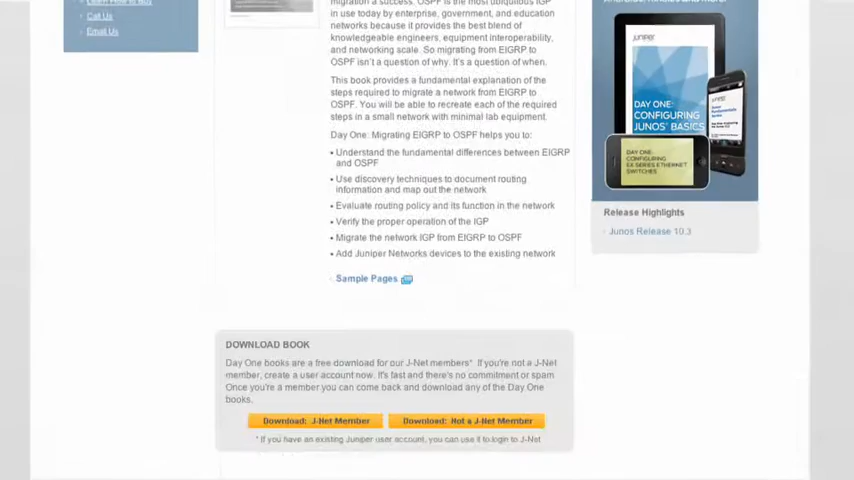 Learn How to Buy
Call Us
Email Us
migration a success. OSPF is the most ubiquitous IGP
in use today by enterprise, government, and education
networks because it provides the best blend of
knowledgeable engineers, equipment interoperability,
and networking scale. So migrating from EIGRP to
OSPF isn't a question of why. It's a question of when.
This book provides a fundamental explanation of the
steps required to migrate a network from EIGRP to
OSPF. You will be able to recreate each of the required
steps in a small network with minimal lab equipment.
Day One: Migrating EIGRP to OSPF helps you to:
▪ Understand the fundamental differences between EIGRP
and OSPF
▪ Use discovery techniques to document routing
information and map out the network
▪ Evaluate routing policy and its function in the network
▪ Verify the proper operation of the IGP
▪ Migrate the network IGP from EIGRP to OSPF
▪ Add Juniper Networks devices to the existing network
Sample Pages
DOWNLOAD BOOK
Day One books are a free download for our J-Net members* If you're not a J-Net
member, create a user account now. It's fast and there's no commitment or spam
Once you're a member you can come back and download any of the Day One
books.
Download: J-Net Member
Download: Not a J-Net Member
* If you have an existing Juniper user account, you can use it to login to J-Net
JUNIPER
DAY ONE:
CONFIGURING
JUNOS® BASICS
DAY ONE:
CONFIGURING
EX SERIES ETHERNET
SWITCHES
Release Highlights
Junos Release 10.3